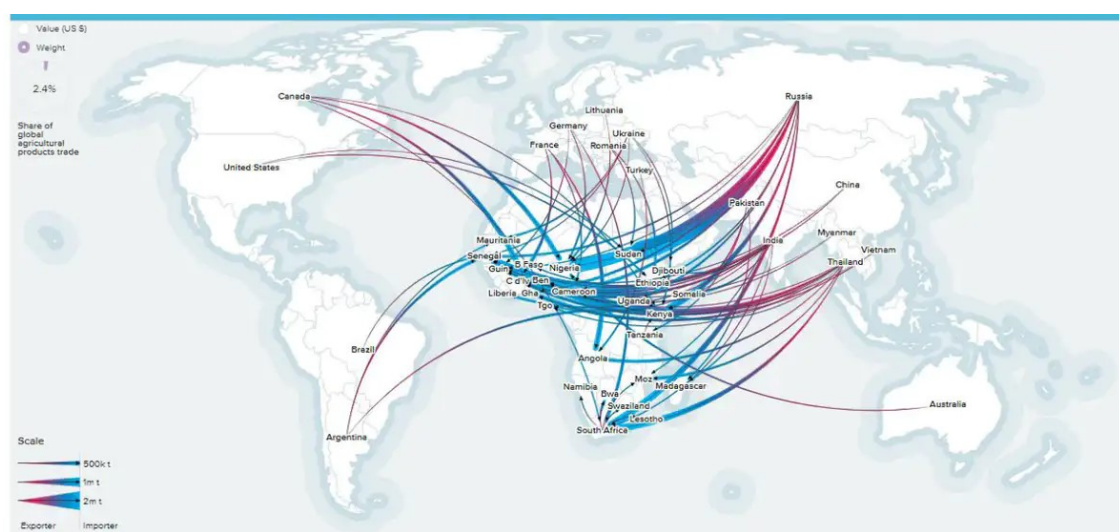 Value (US $)
Weight
2.4%
Share of
global
agricultural
products trade
Canada
Russia
Lithuania
Germany
Ukraine
France
Romania
United States
Turkey
China
Pakistan
Mauritania
Myanmar
India
Vietnam
Senegal
Sudan
Thailand
B Faso
Nigeria
Guin
Djibouti
C d'Iv
Ben
Ethiopia
Liberia
Gha
Cameroon
Somalia
Uganda
Tgo
Kenya
Tanzania
Brazil
Angola
Moz
Namibia
Madagascar
Bwa
Swaziland
Australia
Lesotho
South Africa
Argentina
Scale
500k t
1m t
2m t
Exporter
Importer